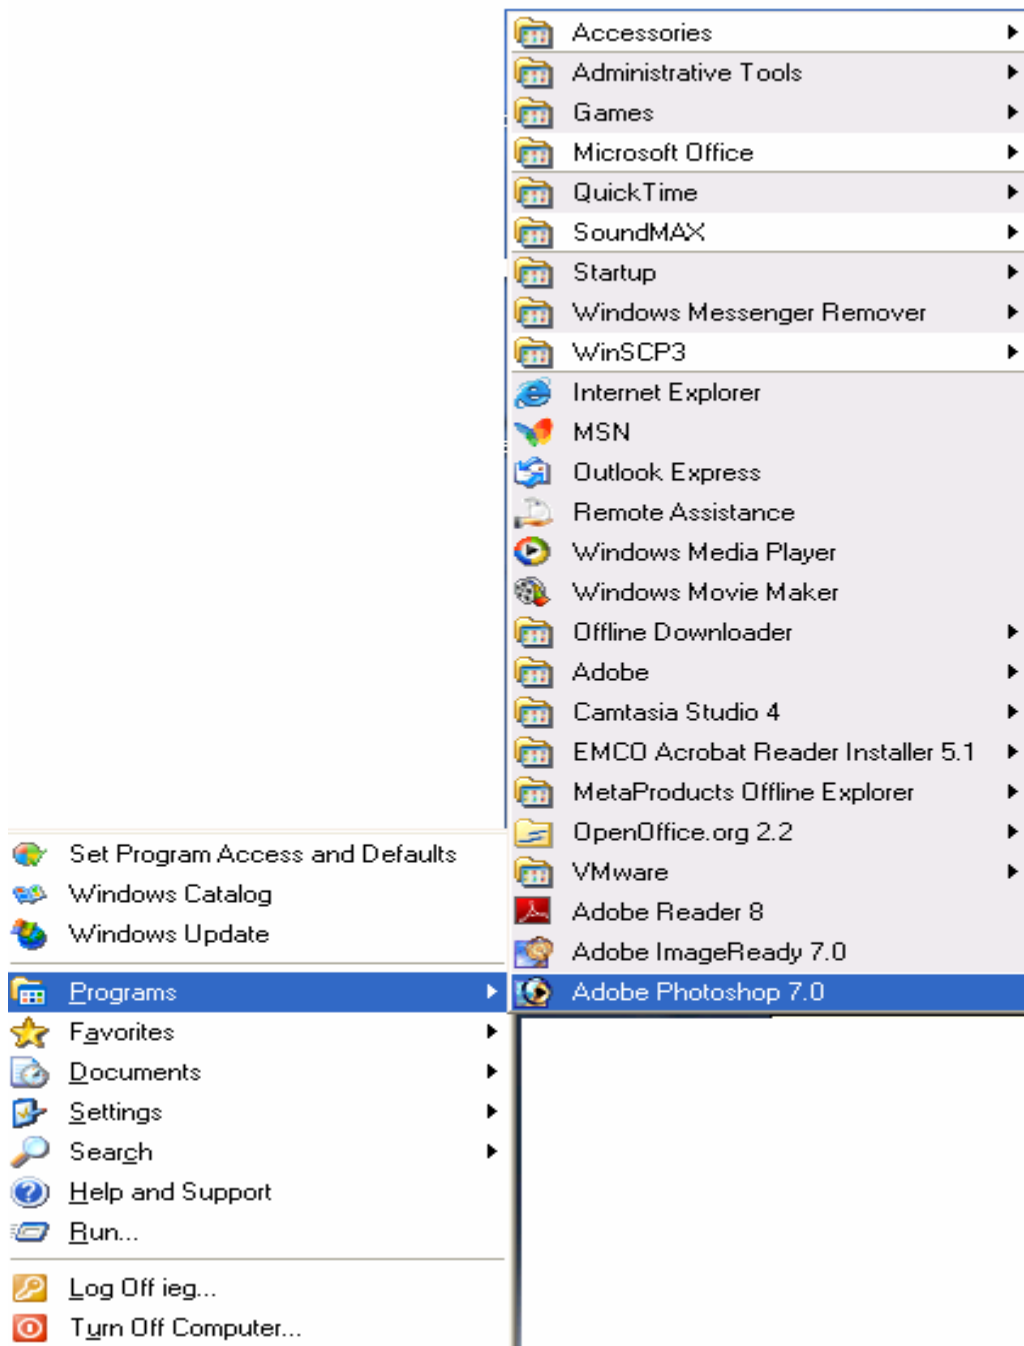 Accessories
Administrative Tools
Games
Microsoft Office
QuickTime
SoundMAX
Startup
Windows Messenger Remover
WinSCP3
Internet Explorer
MSN
Outlook Express
Remote Assistance
Windows Media Player
Windows Movie Maker
Offline Downloader
Adobe
Camtasia Studio 4
EMCO Acrobat Reader Installer 5.1
MetaProducts Offline Explorer
OpenOffice.org 2.2
VMware
Adobe Reader 8
Adobe ImageReady 7.0
Adobe Photoshop 7.0
Set Program Access and Defaults
Windows Catalog
Windows Update
Programs
Favorites
Documents
Settings
Search
Help and Support
Run...
Log Off ieg...
Turn Off Computer...